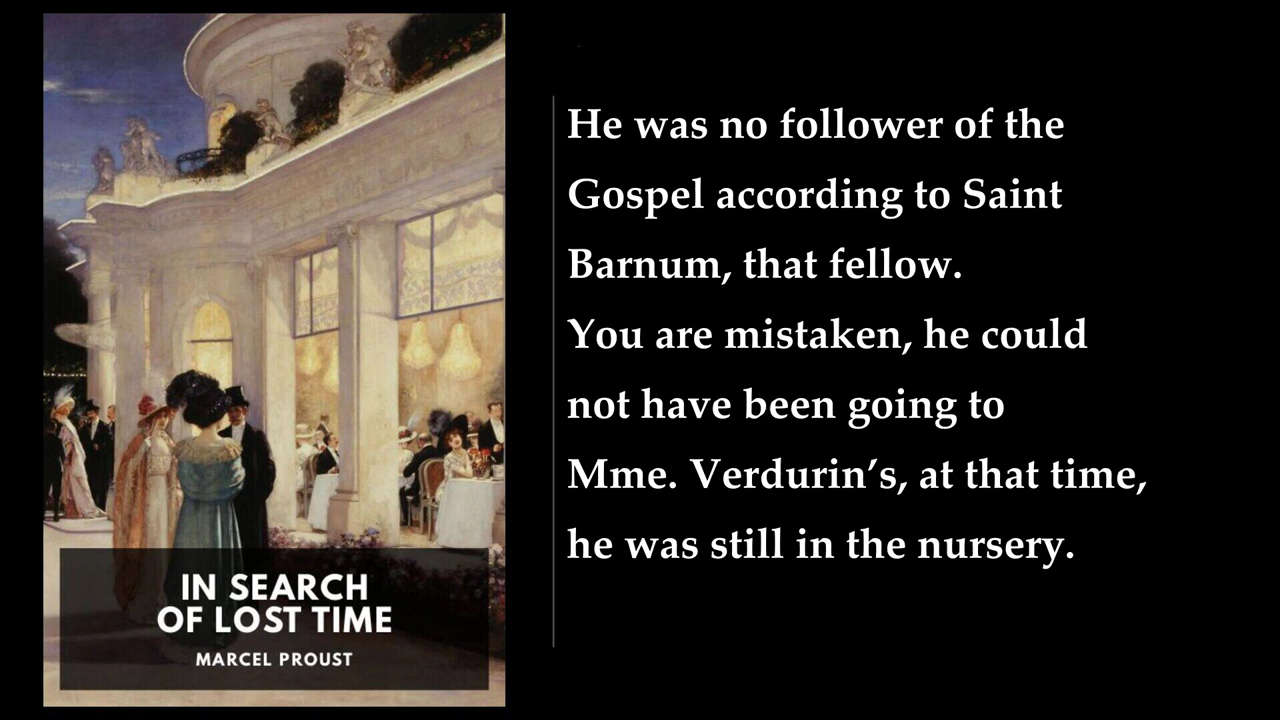 IN SEARCH
OF LOST TIME
MARCEL PROUST
He was no follower of the
Gospel according to Saint
Barnum, that fellow.
You are mistaken, he could
not have been going to
Mme. Verdurin’s, at that time,
he was still in the nursery.